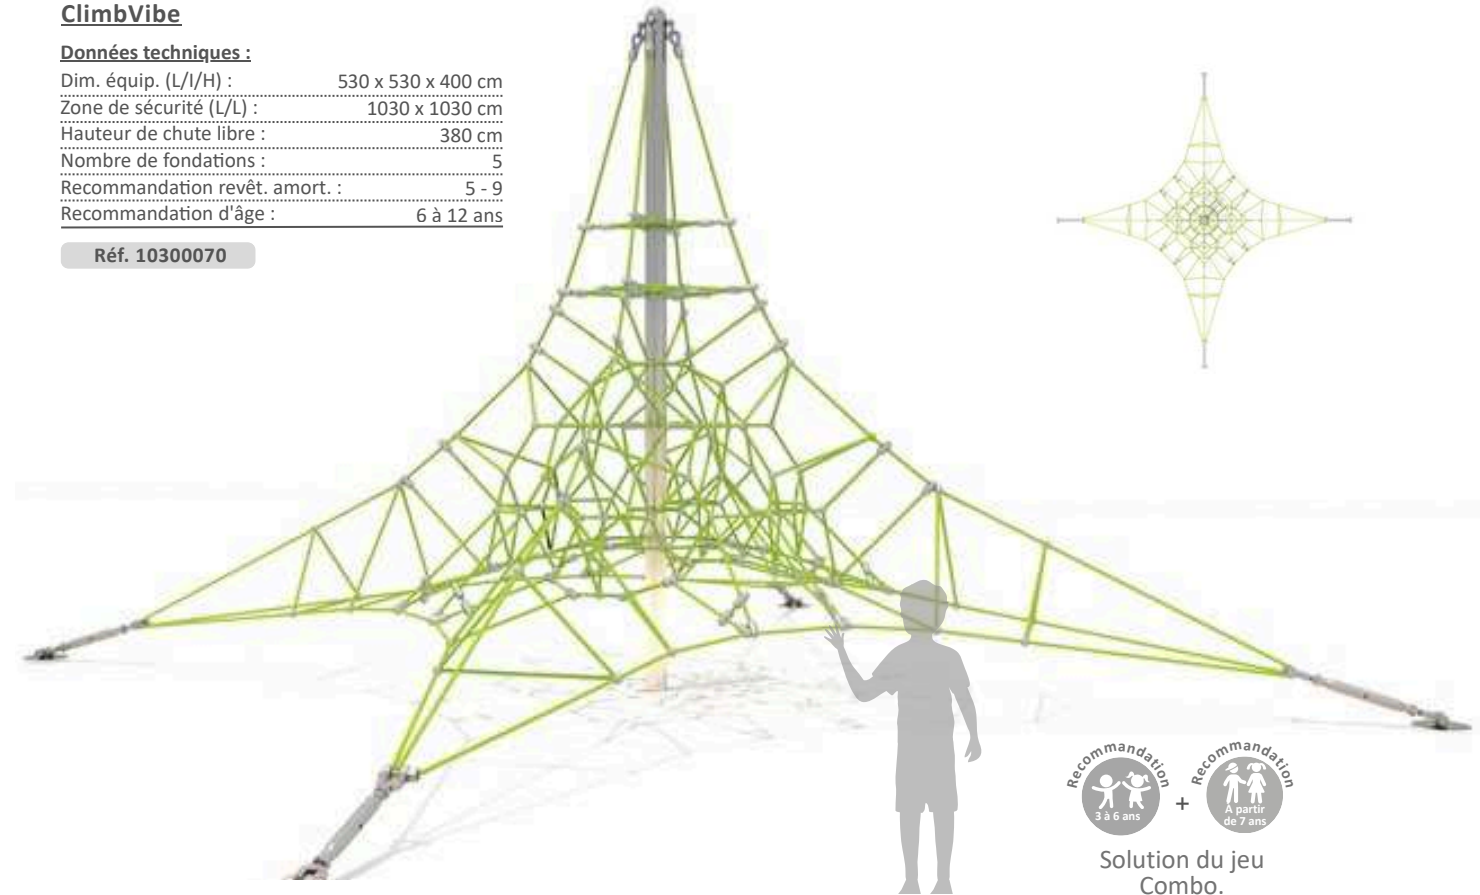 ClimbVibe
Données techniques :
Dim. équip. (L/l/H) : 530 x 530 x 400 cm
Zone de sécurité (L/L) : 1030 x 1030 cm
Hauteur de chute libre : 380 cm
Nombre de fondations : 5
Recommandation revêt. amort. : 5 - 9
Recommandation d'âge : 6 à 12 ans
Réf. 10300070
Recommandation
3 à 6 ans
+
Recommandation
A partir
de 7 ans
Solution du jeu
Combo.